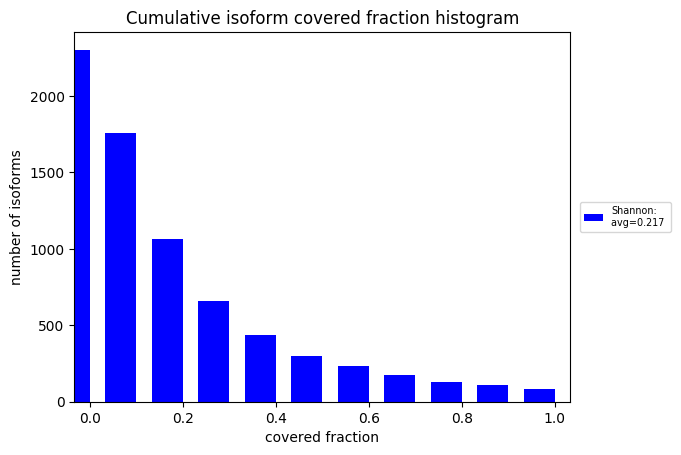 Cumulative isoform covered fraction histogram
number of isoforms
2000
1500
1000
500
0
0.0 0.2 0.4 0.6 0.8 1.0
covered fraction
Shannon:
avg=0.217